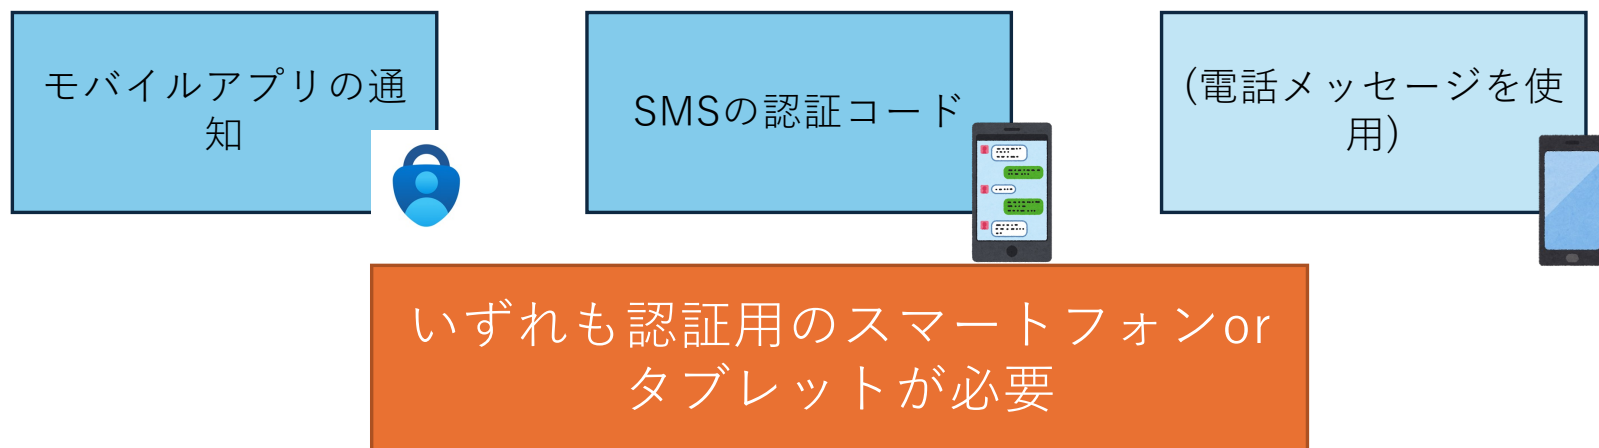 モバイルアプリの通
知
SMSの認証コード
(電話メッセージを使
用)
いずれも認証用のスマートフォンor
タブレットが必要